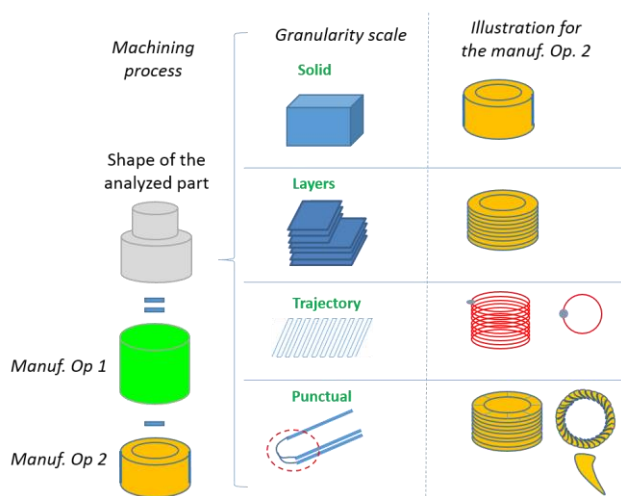 Machining
process
Granularity scale
Illustration for
the manuf. Op. 2
Solid
Shape of the
analyzed part
Layers
Trajectory
Manuf. Op 1
Punctual
Manuf. Op 2